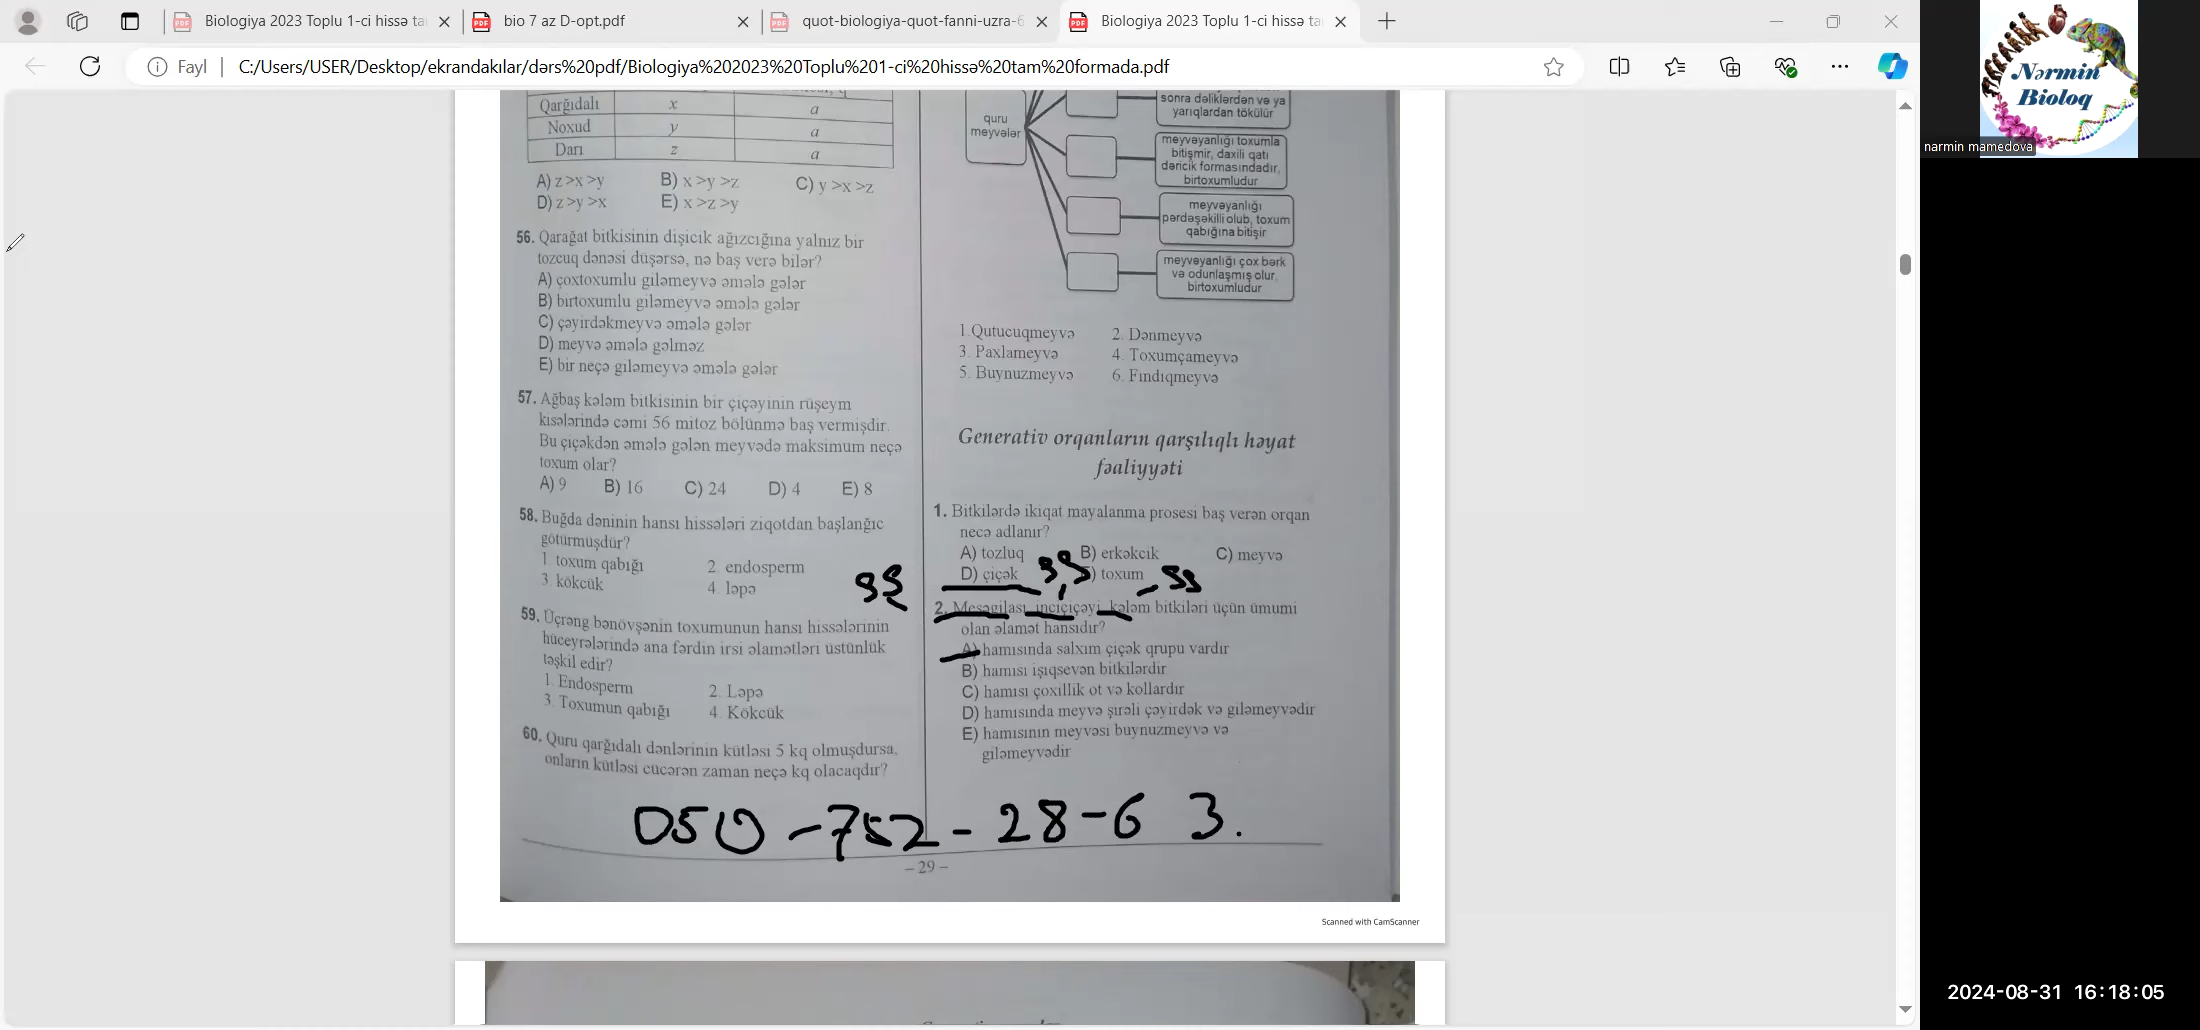 Biologiya 2023 Toplu 1-ci hissə ta
bio 7 az D-opt.pdf
quot-biologiya-quot-fanni-uzra-6
Biologiya 2023 Toplu 1-ci hissə ta
Fayl
C:/Users/USER/Desktop/ekrandakılar/dərs%20pdf/Biologiya%202023%20Toplu%201-ci%20hissə%20tam%20formada.pdf
Qarğıdalı x a
Noxud y a
Darı z a
A) z >x >y B) x >y >z C) y >x >z
D) z >y >x E) x >z >y
56. Qarağat bitkisinin dişicik ağızcığına yalnız bir
tozcuq dənəsi düşərsə, nə baş verə bilər?
A) çoxtoxumlu giləmeyvə əmələ gələr
B) birtoxumlu giləmeyvə əmələ gələr
C) çəyirdəkmeyvə əmələ gələr
D) meyvə əmələ gəlməz
E) bir neçə giləmeyvə əmələ gələr
57. Ağbaş kələm bitkisinin bir çiçəyinin rüşeym
kisələrində cəmi 56 mitoz bölünmə baş vermişdir.
Bu çiçəkdən əmələ gələn meyvədə maksimum neçə
toxum olar?
A) 9 B) 16 C) 24 D) 4 E) 8
58. Buğda dəninin hansı hissələri ziqotdan başlanğıc
götürmüşdür?
1. toxum qabığı 2. endosperm
3. kökcük 4. ləpə
59. Üçrəng bənövşənin toxumunun hansı hissələrinin
hüceyrələrində ana fərdin irsi əlamətləri üstünlük
təşkil edir?
1. Endosperm 2. Ləpə
3. Toxumun qabığı 4. Kökcük
60. Quru qarğıdalı dənlərinin kütləsi 5 kq olmuşdursa,
onların kütləsi cücərən zaman neçə kq olacaqdır?
quru
meyvələr
sonra dəliklərdən və ya
yarıqlardan tökülür
meyvəyanlığı toxumla
bitişmir, daxili qatı
dəricik formasındadır,
birtoxumludur
meyvəyanlığı
pərdəşəkilli olub, toxum
qabığına bitişir
meyvəyanlığı çox bərk
və odunlaşmış olur,
birtoxumludur
1. Qutucuqmeyvə 2. Dənmeyvə
3. Paxlameyvə 4. Toxumçameyvə
5. Buynuzmeyvə 6. Fındıqmeyvə
Generativ orqanların qarşılıqlı həyat
fəaliyyəti
1. Bitkilərdə ikiqat mayalanma prosesi baş verən orqan
necə adlanır?
A) tozluq B) erkəkcik C) meyvə
D) çiçək E) toxum
2. Meşəgilası, inciçiçəyi, kələm bitkiləri üçün ümumi
olan əlamət hansıdır?
A) hamısında salxım çiçək qrupu vardır
B) hamısı işıqsevən bitkilərdir
C) hamısı çoxillik ot və kollardır
D) hamısında meyvə şirəli çəyirdək və giləmeyvədir
E) hamısının meyvəsi buynuzmeyvə və
giləmeyvədir
050 - 752 - 28 - 6 3.
- 29 -
Scanned with CamScanner
Nərmin
Bioloq
narmin mamedova
2024-08-31 16:18:05